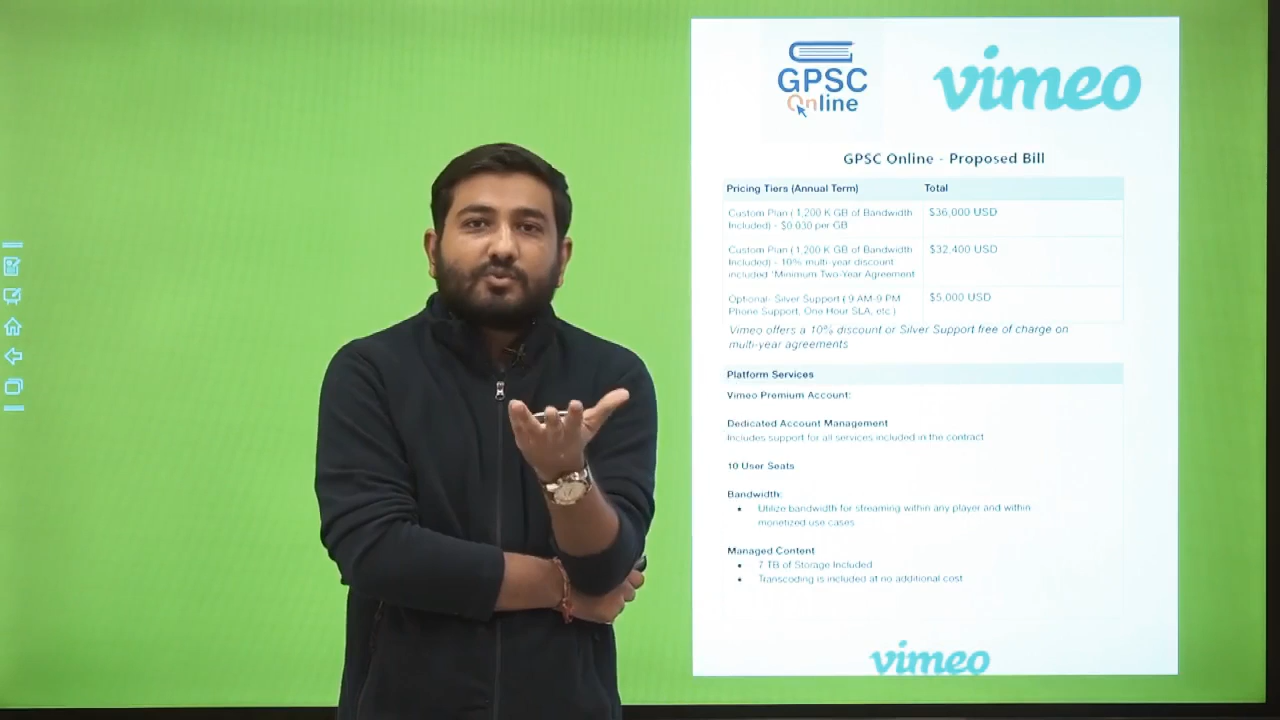 GPSC
Online
vimeo
GPSC Online - Proposed Bill
Pricing Tiers (Annual Term) Total
Custom Plan ( 1,200 K GB of Bandwidth $36,000 USD
Included) - $0.030 per GB
Custom Plan ( 1,200 K GB of Bandwidth $32,400 USD
Included) - 10% multi-year discount
included *Minimum Two-Year Agreement
Optional- Silver Support ( 9 AM-9 PM $5,000 USD
Phone Support, One Hour SLA, etc.)
Vimeo offers a 10% discount or Silver Support free of charge on
multi-year agreements
Platform Services
Vimeo Premium Account:
Dedicated Account Management
Includes support for all services included in the contract
10 User Seats
Bandwidth:
Utilize bandwidth for streaming within any player and within
monetized use cases
Managed Content
7 TB of Storage Included
Transcoding is included at no additional cost
vimeo